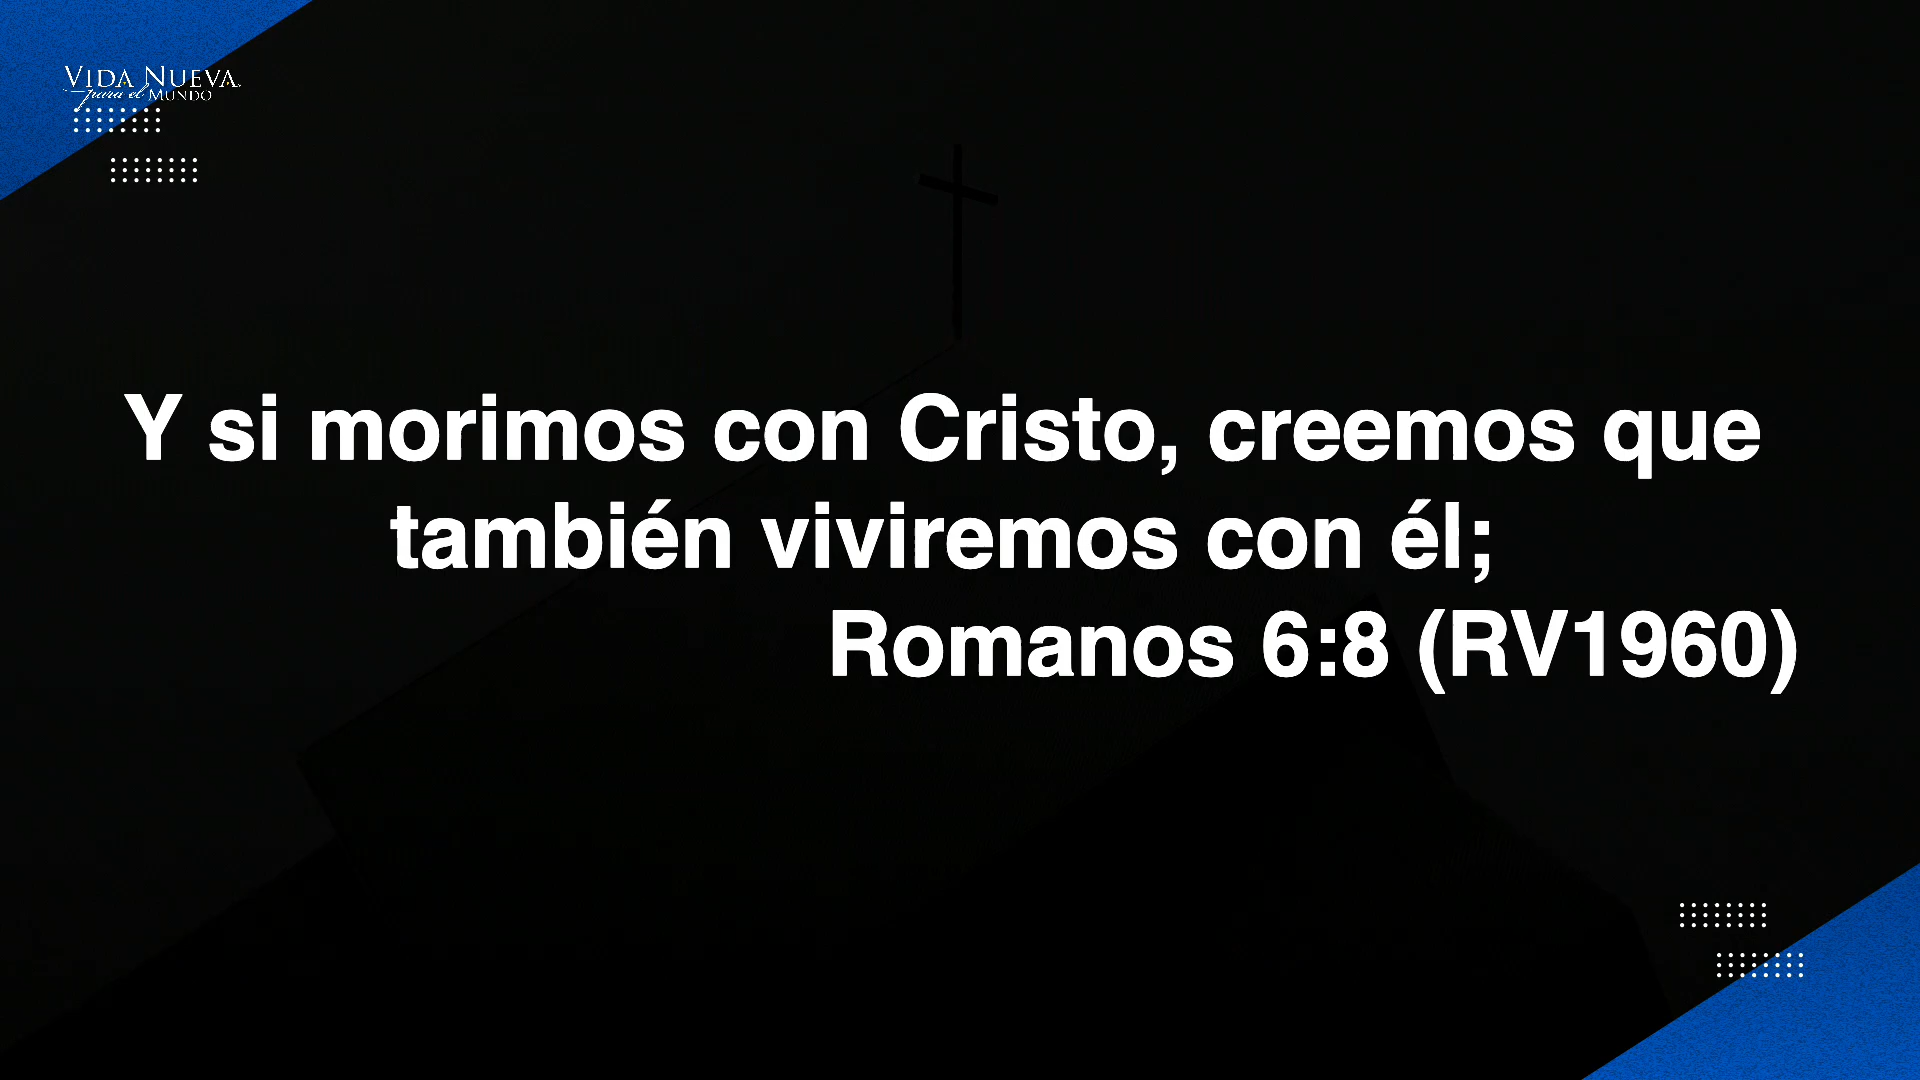 VIDA NUEVA
para el MUNDO
Y si morimos con Cristo, creemos que
también viviremos con él;
Romanos 6:8 (RV1960)